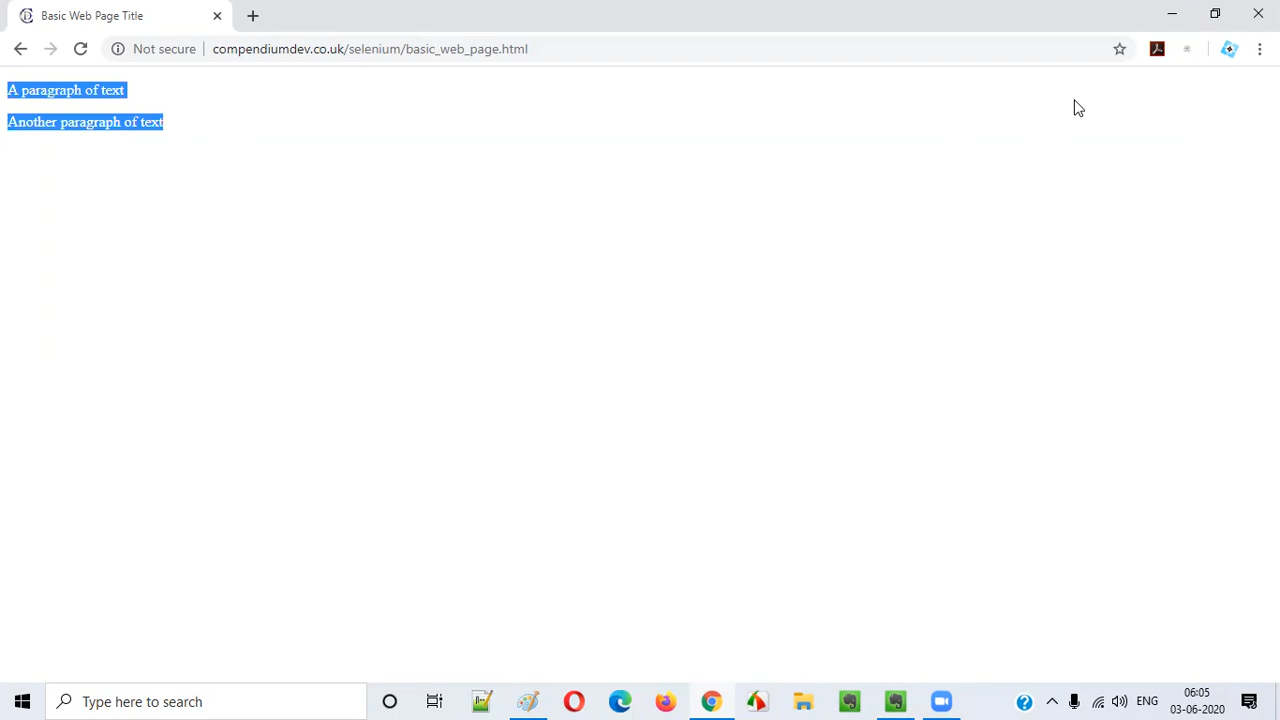 Basic Web Page Title
Not secure
compendiumdev.co.uk/selenium/basic_web_page.html
A paragraph of text
Another paragraph of text
Type here to search
ENG
06:05
03-06-2020